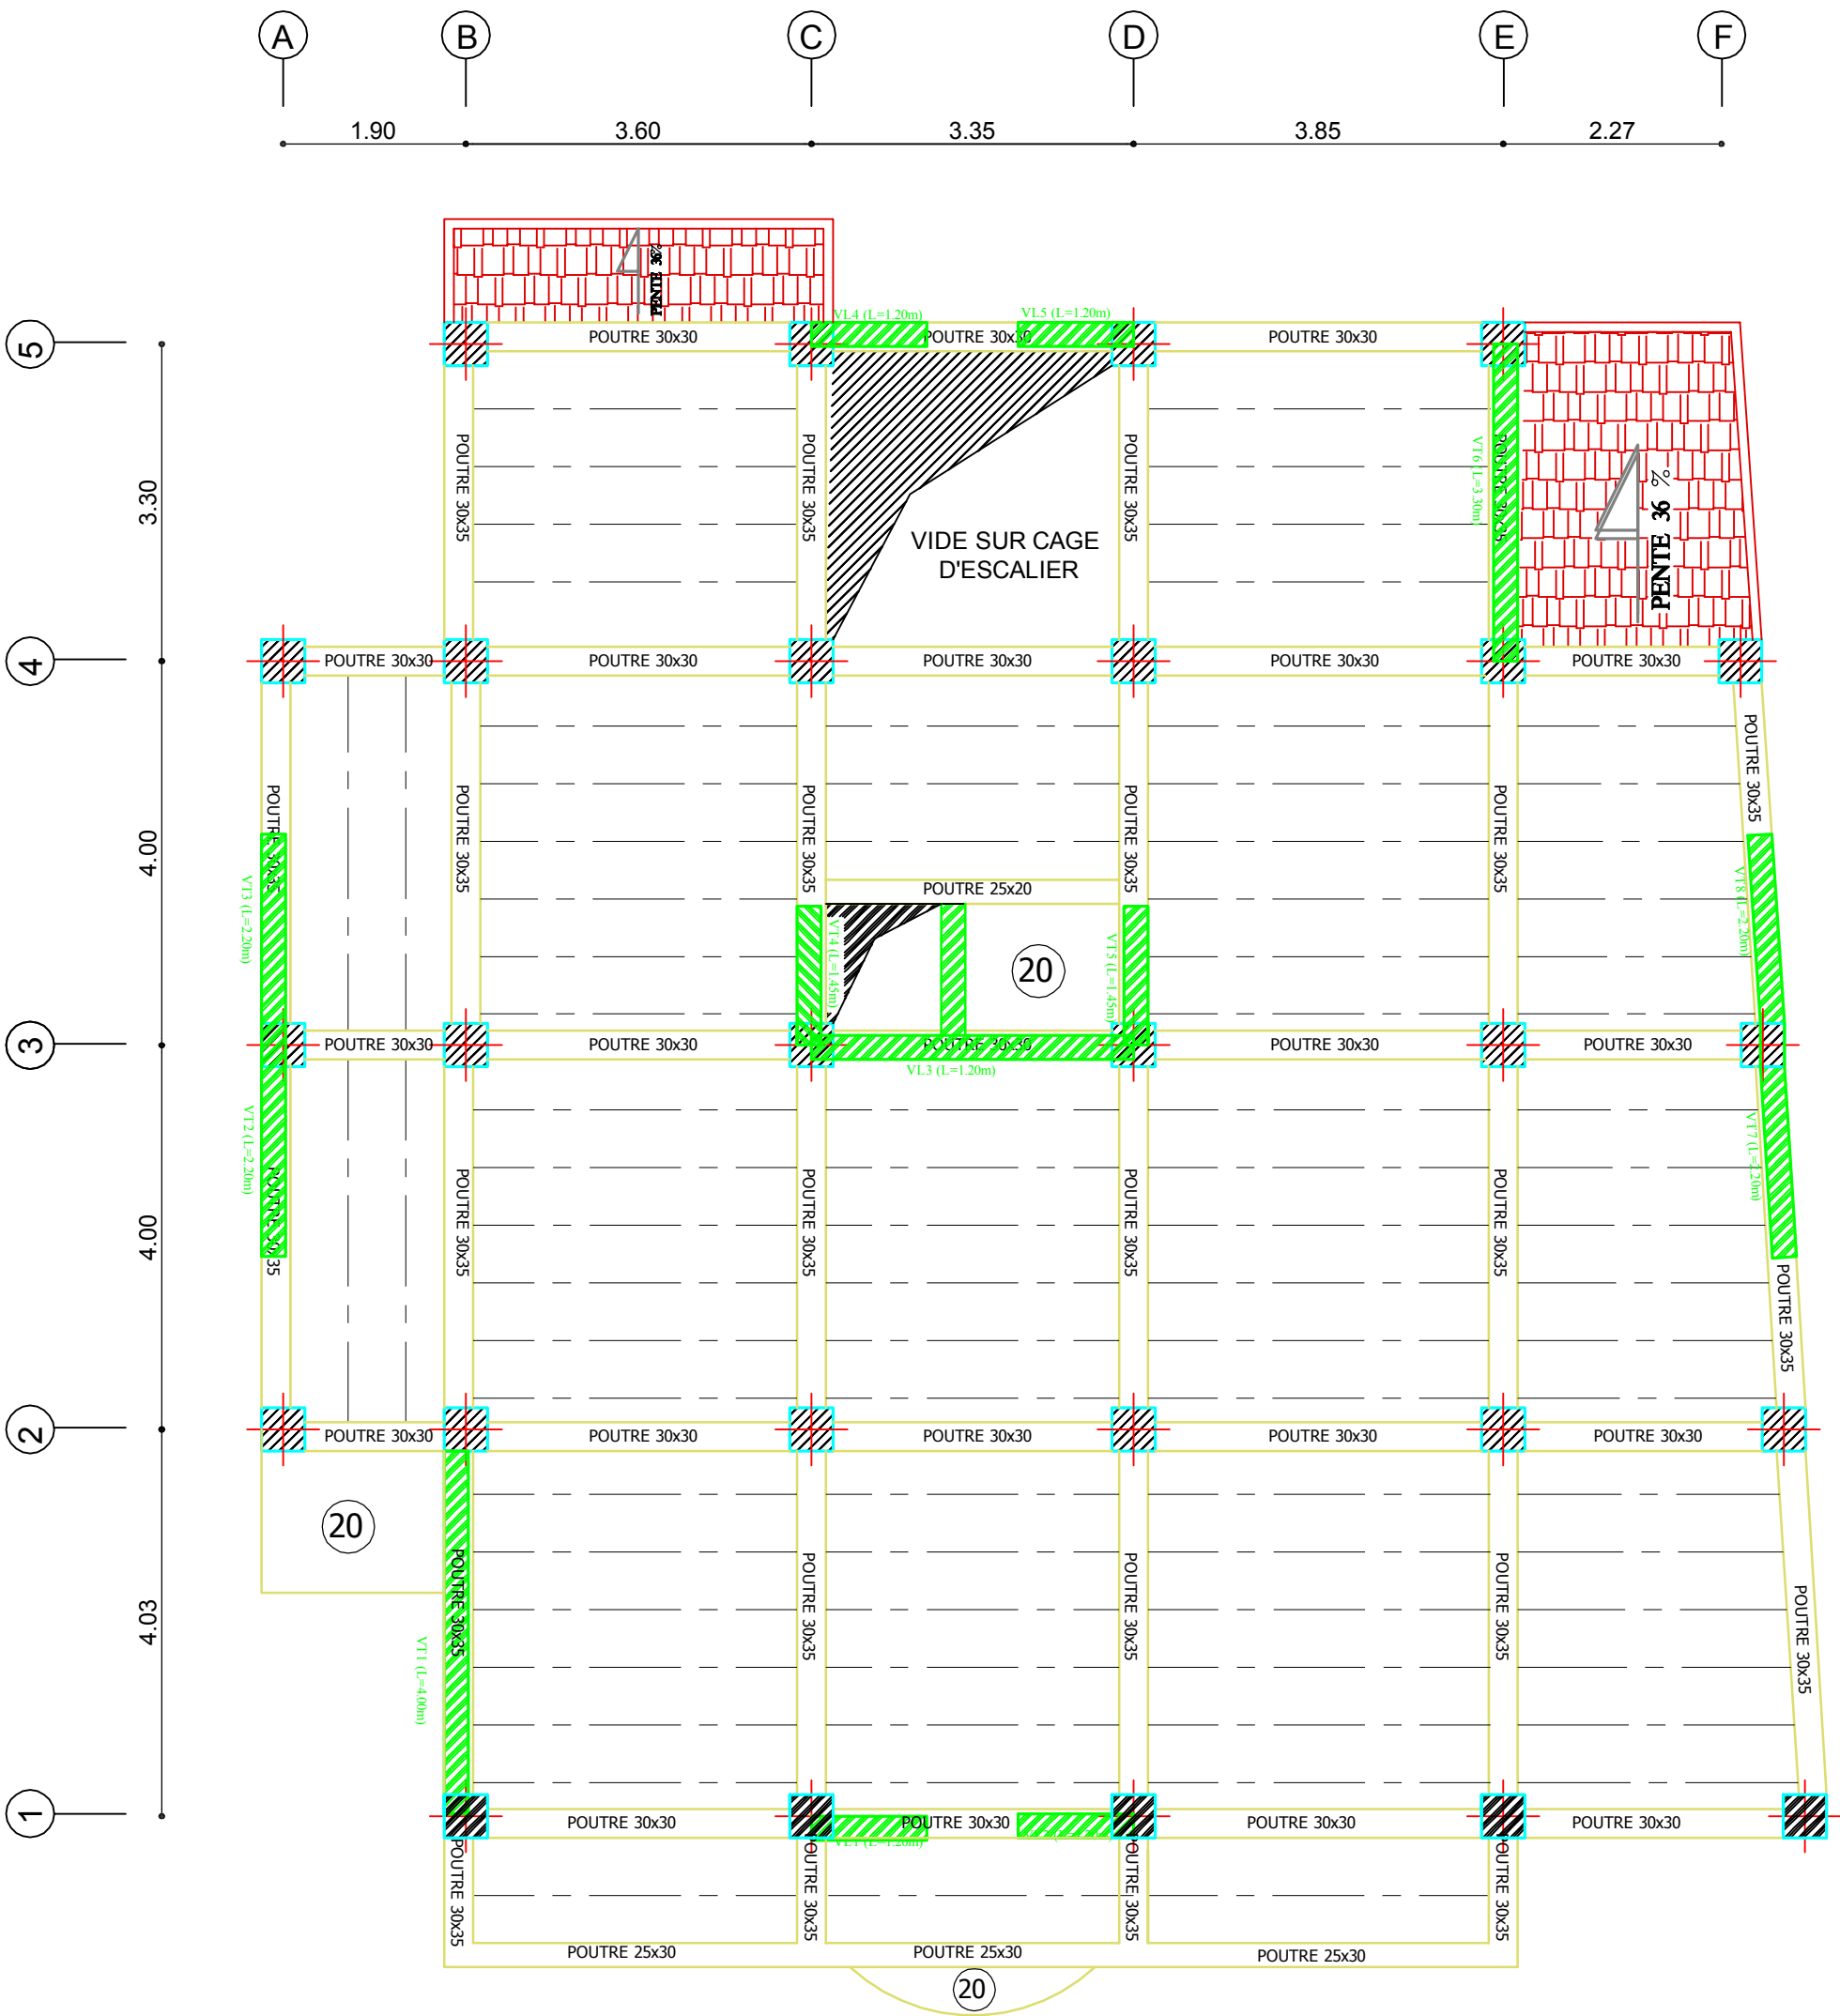 A
B
C
D
E
F
1.90
3.60
3.35
3.85
2.27
PENTE 36%
5
VL4 (L=1.20m)
VL5 (L=1.20m)
POUTRE 30x30
POUTRE 30x30
POUTRE 30x30
3.30
POUTRE 30x35
POUTRE 30x35
POUTRE 30x35
VT6 (L=3.30m)
POUTRE 30x35
PENTE 36 %
VIDE SUR CAGE
D'ESCALIER
4
POUTRE 30x30
POUTRE 30x30
POUTRE 30x30
POUTRE 30x30
POUTRE 30x30
4.00
POUTRE 30x35
POUTRE 30x35
POUTRE 30x35
POUTRE 30x35
POUTRE 30x35
POUTRE 30x35
VT3 (L=2.20m)
POUTRE 25x20
VT4 (L=1.45m)
20
VT5 (L=1.45m)
VT8 (L=2.20m)
3
POUTRE 30x30
POUTRE 30x30
POUTRE 30x30
POUTRE 30x30
POUTRE 30x30
VL3 (L=1.20m)
4.00
VT2 (L=2.20m)
POUTRE 30x35
POUTRE 30x35
POUTRE 30x35
POUTRE 30x35
POUTRE 30x35
VT7 (L=2.20m)
POUTRE 30x35
2
POUTRE 30x30
POUTRE 30x30
POUTRE 30x30
POUTRE 30x30
POUTRE 30x30
20
4.03
VT1 (L=4.00m)
POUTRE 30x35
POUTRE 30x35
POUTRE 30x35
POUTRE 30x35
POUTRE 30x35
1
POUTRE 30x30
POUTRE 30x30
POUTRE 30x30
POUTRE 30x30
VL1 (L=1.20m)
POUTRE 30x35
POUTRE 30x35
POUTRE 30x35
POUTRE 30x35
POUTRE 25x30
POUTRE 25x30
POUTRE 25x30
20